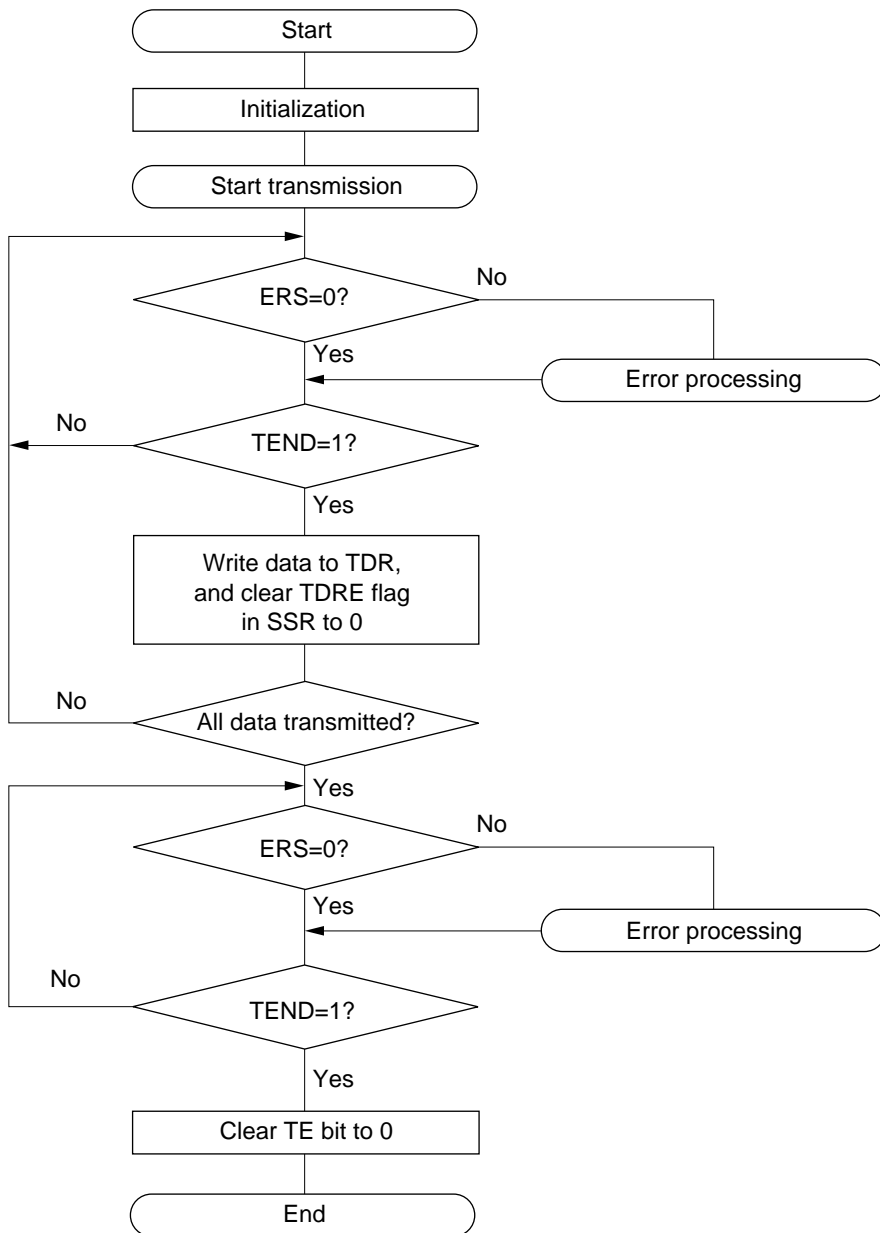 Start
Initialization
Start transmission
No
ERS=0?
Yes
Error processing
No
TEND=1?
Yes
Write data to TDR,
and clear TDRE flag
in SSR to 0
No
All data transmitted?
Yes
No
ERS=0?
Yes
Error processing
No
TEND=1?
Yes
Clear TE bit to 0
End